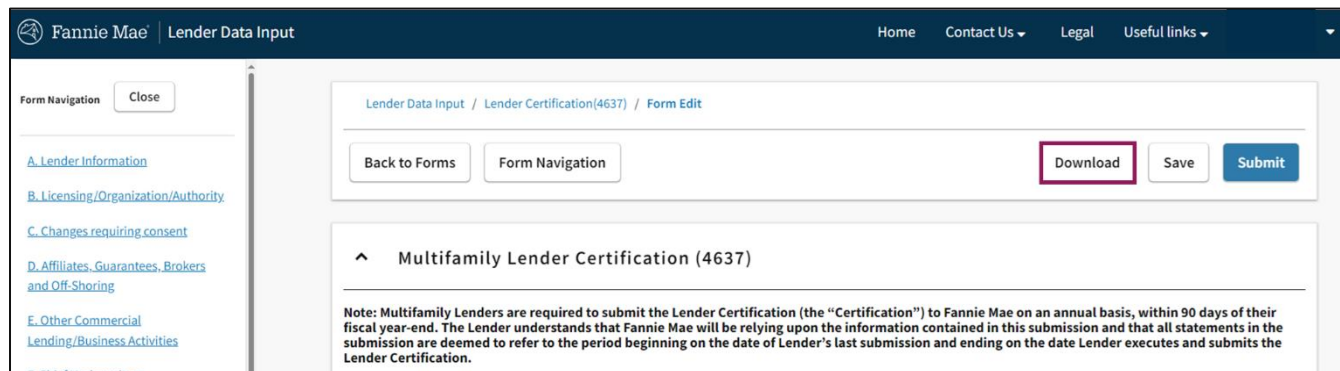 Fannie Mae | Lender Data Input
Home Contact Us Legal Useful links
Form Navigation Close
A. Lender Information
B. Licensing/Organization/Authority
C. Changes requiring consent
D. Affiliates, Guarantees, Brokers
and Off-Shoring
E. Other Commercial
Lending/Business Activities
Lender Data Input / Lender Certification(4637) / Form Edit
Back to Forms Form Navigation Download Save Submit
Multifamily Lender Certification (4637)
Note: Multifamily Lenders are required to submit the Lender Certification (the “Certification”) to Fannie Mae on an annual basis, within 90 days of their
fiscal year-end. The Lender understands that Fannie Mae will be relying upon the information contained in this submission and that all statements in the
submission are deemed to refer to the period beginning on the date of Lender’s last submission and ending on the date Lender executes and submits the
Lender Certification.